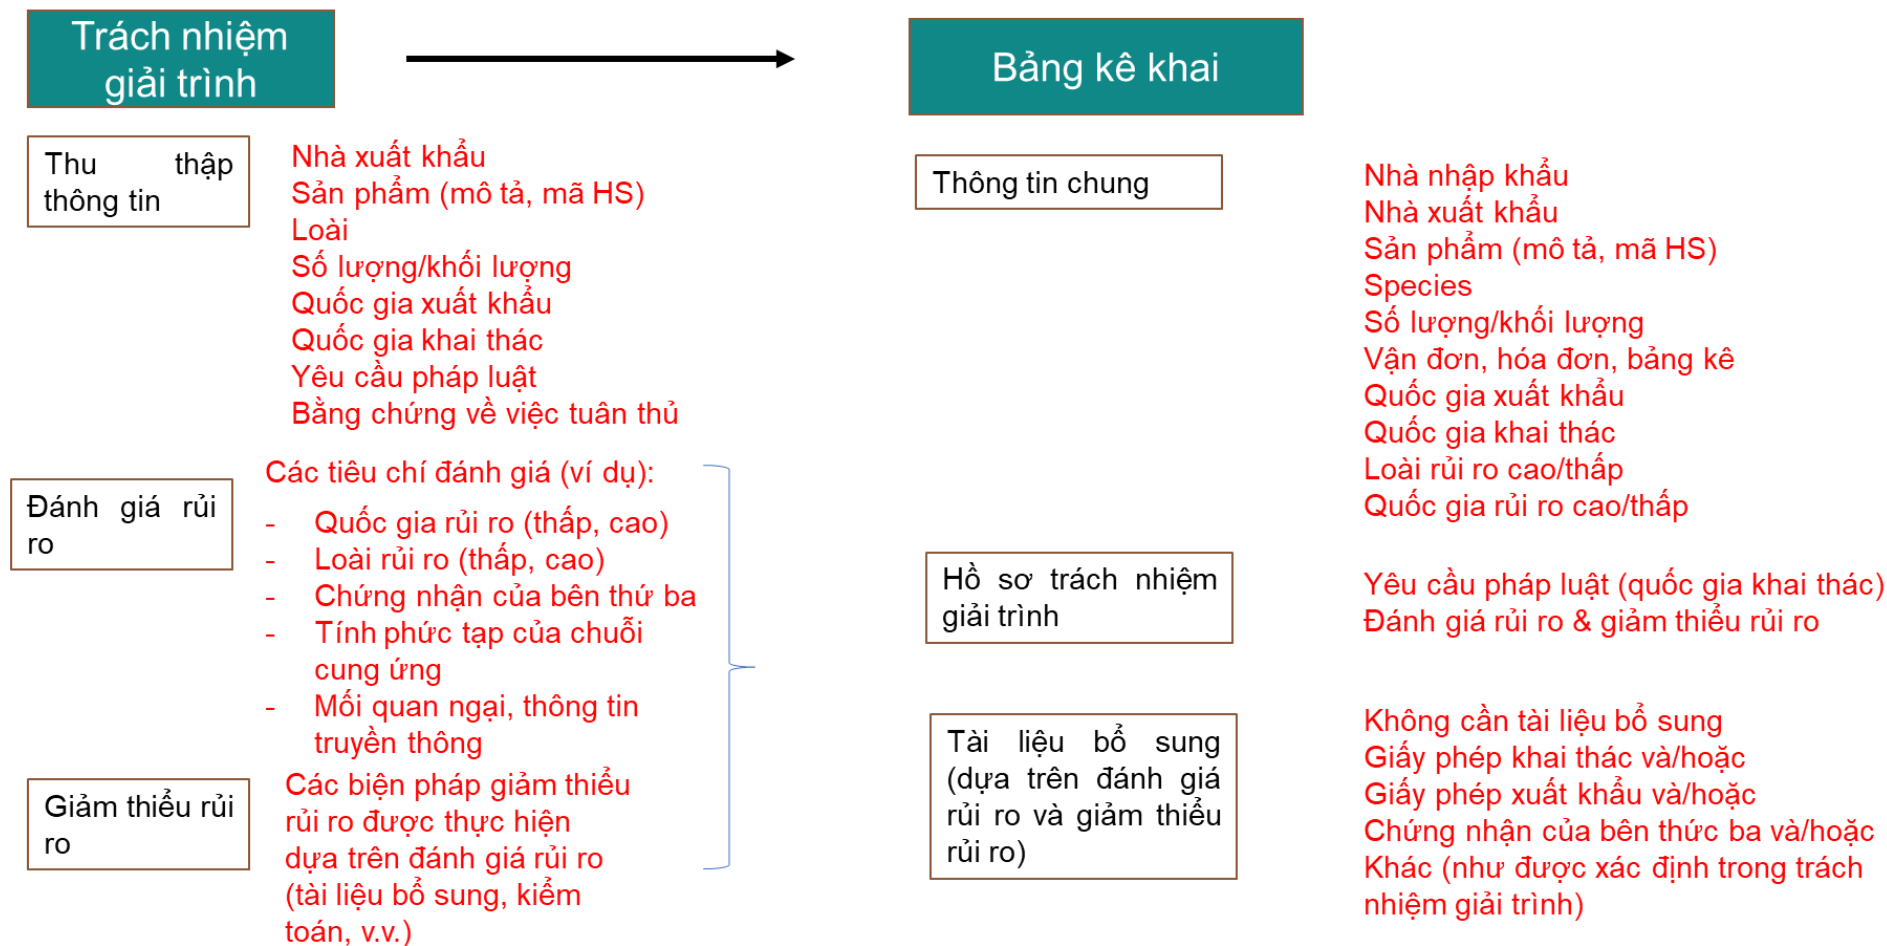 Trách nhiệm
giải trình
Bảng kê khai
Thu thập
thông tin
Nhà xuất khẩu
Sản phẩm (mô tả, mã HS)
Loài
Số lượng/khối lượng
Quốc gia xuất khẩu
Quốc gia khai thác
Yêu cầu pháp luật
Bằng chứng về việc tuân thủ
Đánh giá rủi
ro
Các tiêu chí đánh giá (ví dụ):
- Quốc gia rủi ro (thấp, cao)
- Loài rủi ro (thấp, cao)
- Chứng nhận của bên thứ ba
- Tính phức tạp của chuỗi
cung ứng
- Mối quan ngại, thông tin
truyền thông
Giảm thiểu rủi
ro
Các biện pháp giảm thiểu
rủi ro được thực hiện
dựa trên đánh giá rủi ro
(tài liệu bổ sung, kiểm
toán, v.v.)
Thông tin chung
Nhà nhập khẩu
Nhà xuất khẩu
Sản phẩm (mô tả, mã HS)
Species
Số lượng/khối lượng
Vận đơn, hóa đơn, bảng kê
Quốc gia xuất khẩu
Quốc gia khai thác
Loài rủi ro cao/thấp
Quốc gia rủi ro cao/thấp
Hồ sơ trách nhiệm
giải trình
Yêu cầu pháp luật (quốc gia khai thác)
Đánh giá rủi ro & giảm thiểu rủi ro
Tài liệu bổ sung
(dựa trên đánh giá
rủi ro và giảm thiểu
rủi ro)
Không cần tài liệu bổ sung
Giấy phép khai thác và/hoặc
Giấy phép xuất khẩu và/hoặc
Chứng nhận của bên thức ba và/hoặc
Khác (như được xác định trong trách
nhiệm giải trình)